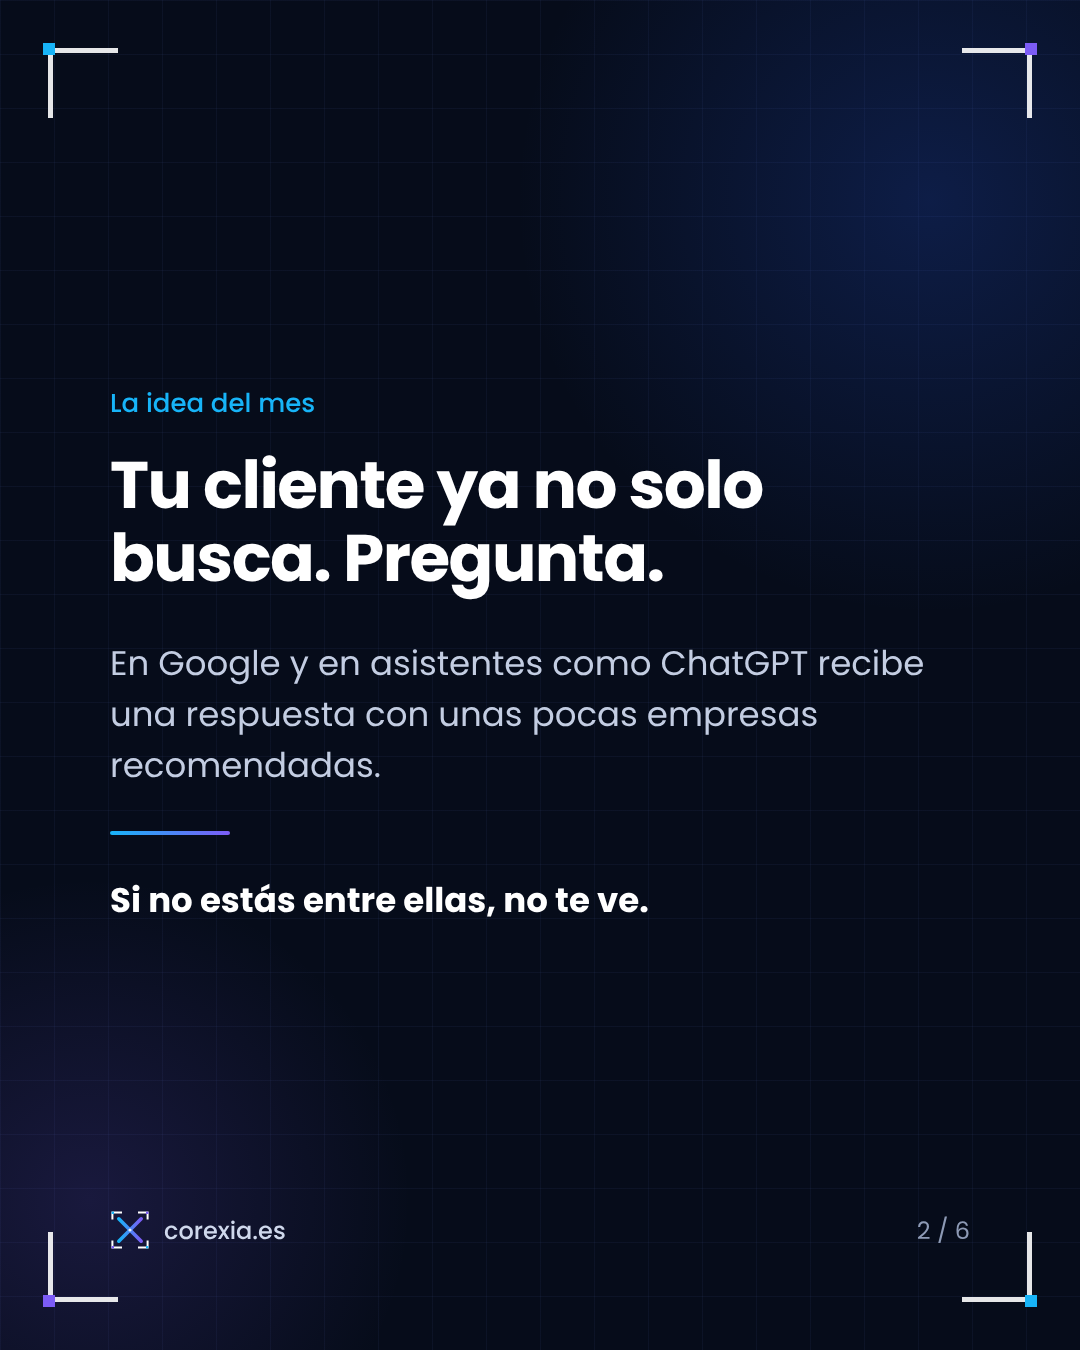 La idea del mes
Tu cliente ya no solo
busca. Pregunta.
En Google y en asistentes como ChatGPT recibe
una respuesta con unas pocas empresas
recomendadas.
Si no estás entre ellas, no te ve.
corexia.es
2 / 6